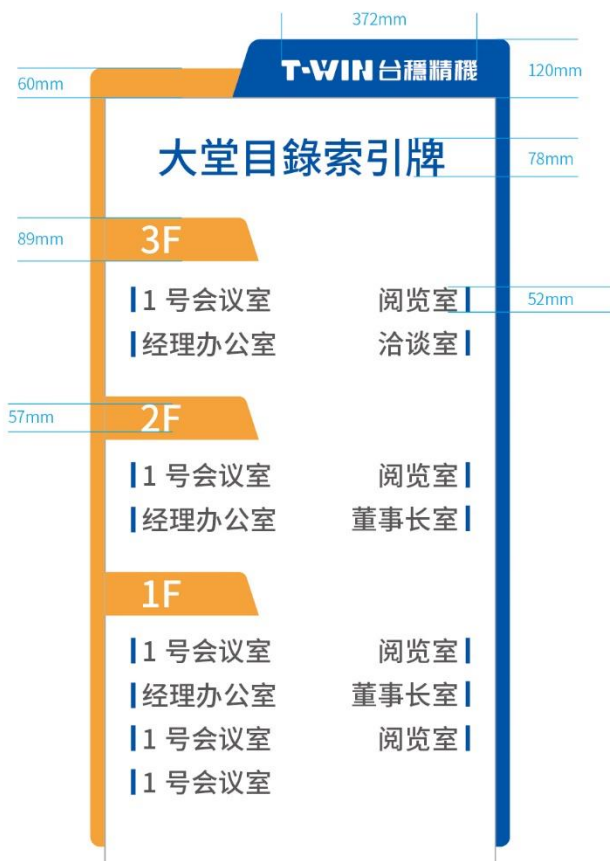 372mm
T-WIN 台穩精機
60mm
120mm
大堂目錄索引牌
78mm
89mm
3F
1 号会议室 阅览室
52mm
经理办公室 洽谈室
57mm
2F
1 号会议室 阅览室
经理办公室 董事长室
1F
1 号会议室 阅览室
经理办公室 董事长室
1 号会议室 阅览室
1 号会议室